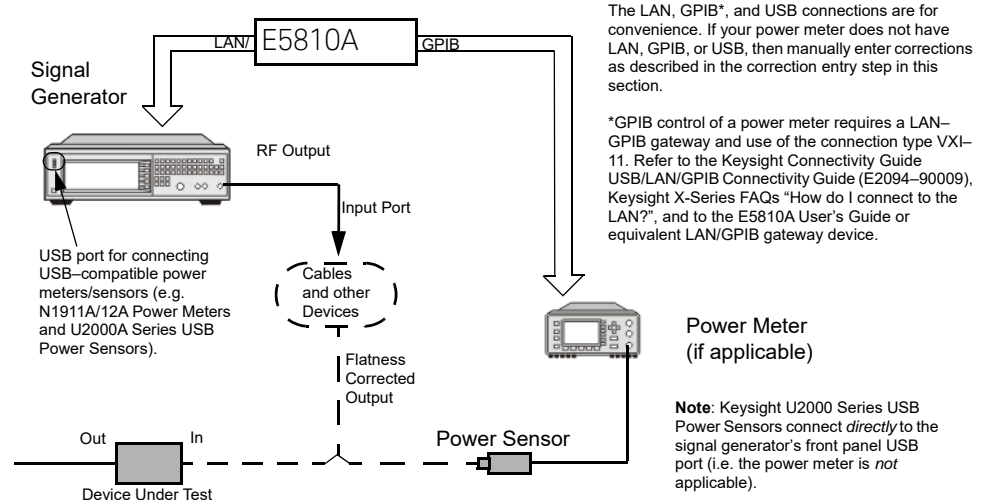 The LAN, GPIB*, and USB connections are for
convenience. If your power meter does not have
LAN, GPIB, or USB, then manually enter corrections
as described in the correction entry step in this
section.
*GPIB control of a power meter requires a LAN–
GPIB gateway and use of the connection type VXI–
11. Refer to the Keysight Connectivity Guide
USB/LAN/GPIB Connectivity Guide (E2094–90009),
Keysight X-Series FAQs “How do I connect to the
LAN?”, and to the E5810A User’s Guide or
equivalent LAN/GPIB gateway device.
LAN/
E5810A
GPIB
Signal
Generator
RF Output
Input Port
USB port for connecting
USB–compatible power
meters/sensors (e.g.
N1911A/12A Power Meters
and U2000A Series USB
Power Sensors).
Cables
and other
Devices
Flatness
Corrected
Output
Power Meter
(if applicable)
Note: Keysight U2000 Series USB
Power Sensors connect directly to the
signal generator’s front panel USB
port (i.e. the power meter is not
applicable).
Out
In
Power Sensor
Device Under Test